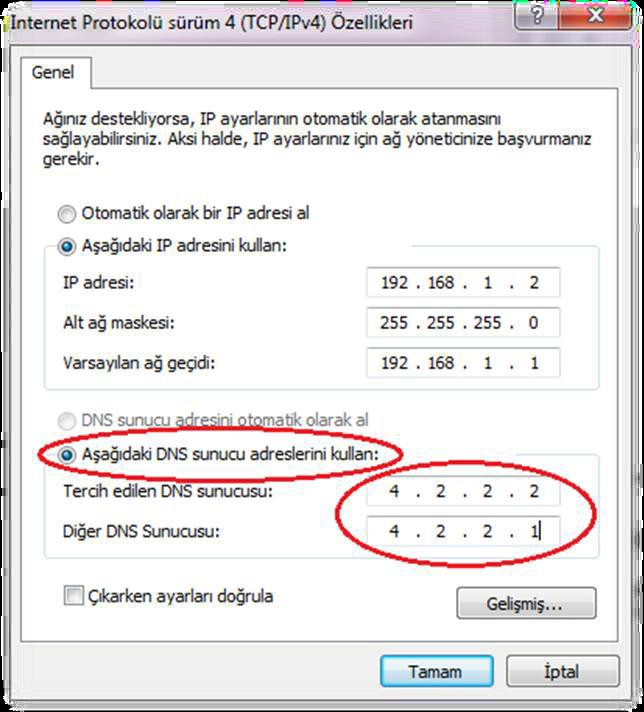 Internet Protokolü sürüm 4 (TCP/IPv4) Özellikleri
?
Genel
Ağınız destekliyorsa, IP ayarlarının otomatik olarak atanmasını
sağlayabilirsiniz. Aksi halde, IP ayarlarınız için ağ yöneticinize başvurmanız
gerekir.
Otomatik olarak bir IP adresi al
Aşağıdaki IP adresini kullan:
IP adresi: 192 . 168 . 1 . 2
Alt ağ maskesi: 255 . 255 . 255 . 0
Varsayılan ağ geçidi: 192 . 168 . 1 . 1
DNS sunucu adresini otomatik olarak al
Aşağıdaki DNS sunucu adreslerini kullan:
Tercih edilen DNS sunucusu: 4 . 2 . 2 . 2
Diğer DNS Sunucusu: 4 . 2 . 2 . 1
Çıkarken ayarları doğrula
Gelişmiş...
Tamam İptal